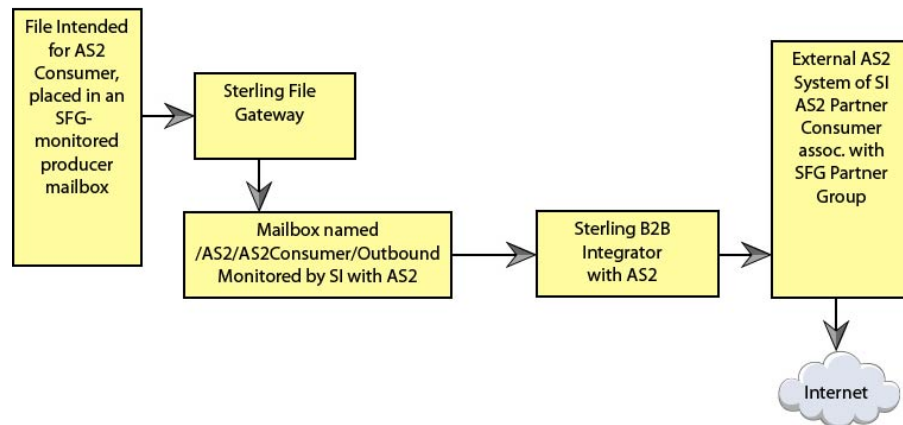 File Intended
for AS2
Consumer,
placed in an
SFG-
monitored
producer
mailbox
Sterling File
Gateway
Mailbox named
/AS2/AS2Consumer/Outbound
Monitored by SI with AS2
Sterling B2B
Integrator
with AS2
External AS2
System of SI
AS2 Partner
Consumer
assoc. with
SFG Partner
Group
Internet